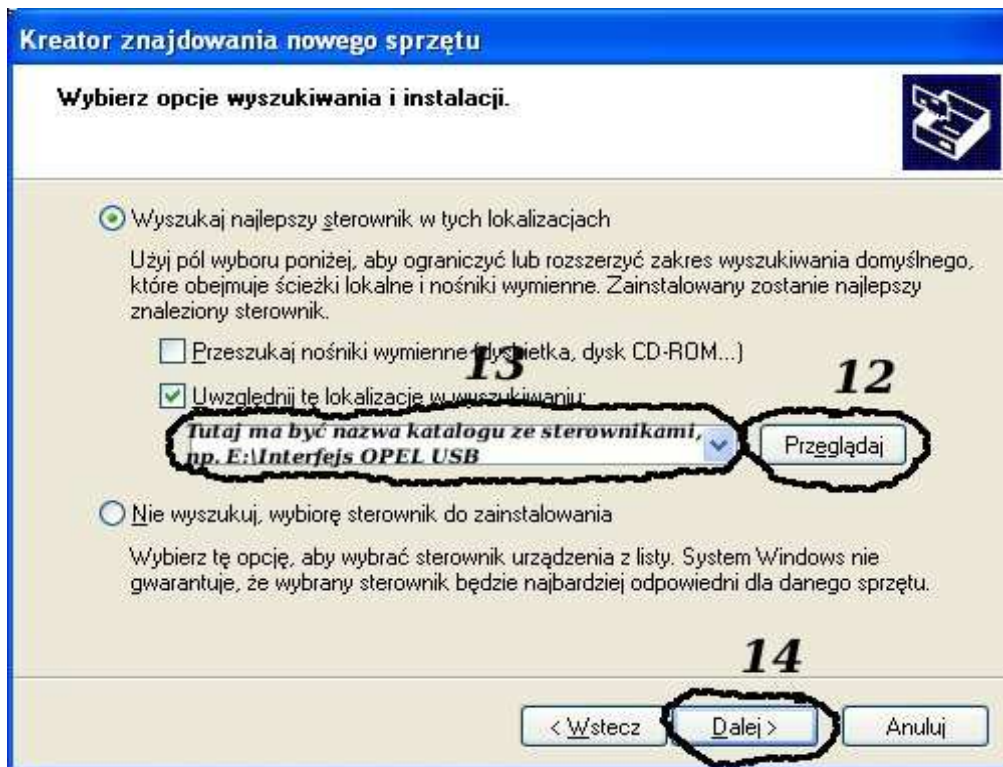 Kreator znajdowania nowego sprzętu
Wybierz opcje wyszukiwania i instalacji.
Wyszukaj najlepszy sterownik w tych lokalizacjach
Użyj pól wyboru poniżej, aby ograniczyć lub rozszerzyć zakres wyszukiwania domyślnego,
które obejmuje ścieżki lokalne i nośniki wymienne. Zainstalowany zostanie najlepszy
znaleziony sterownik.
Przeszukaj nośniki wymienne (dyskietka, dysk CD-ROM...)
13
12
Uwzględnij tę lokalizację w wyszukiwaniu:
Tutaj ma być nazwa katalogu ze sterownikami,
np. E:\Interfejs OPEL USB
Przeglądaj
Nie wyszukuj, wybiorę sterownik do zainstalowania
Wybierz tę opcję, aby wybrać sterownik urządzenia z listy. System Windows nie
gwarantuje, że wybrany sterownik będzie najbardziej odpowiedni dla danego sprzętu.
14
< Wstecz Dalej > Anuluj